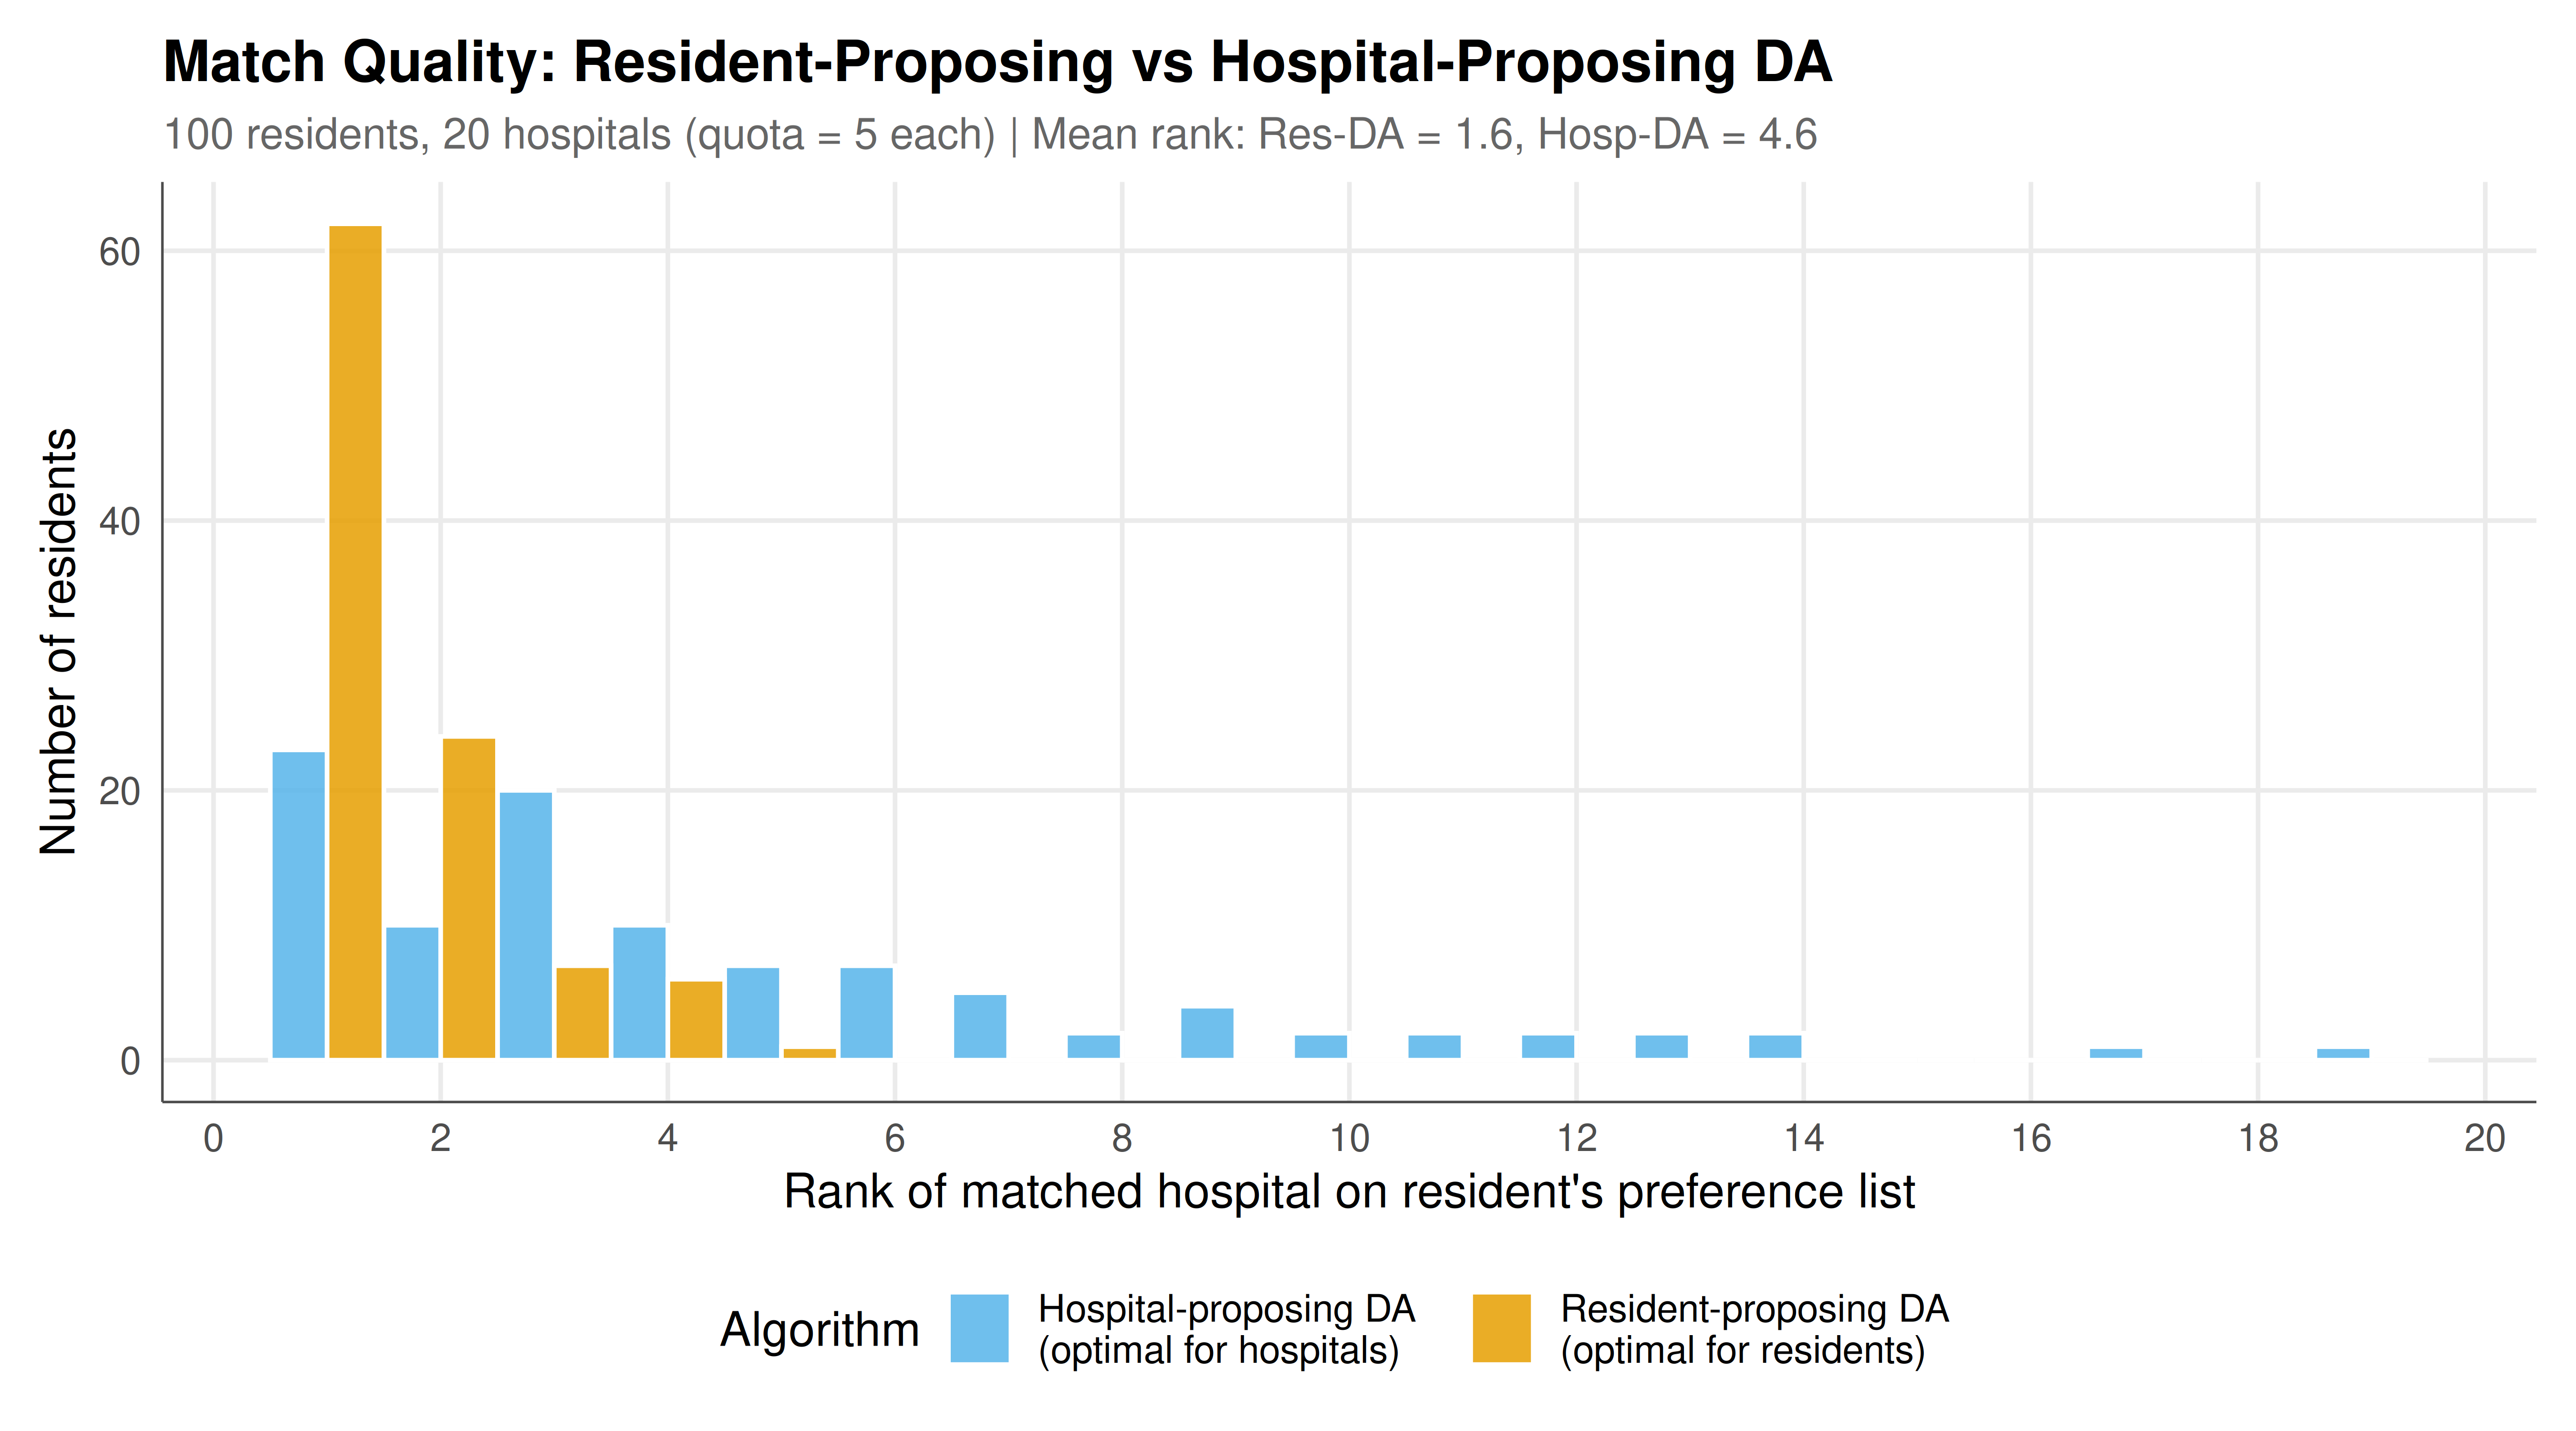 Match Quality: Resident-Proposing vs Hospital-Proposing DA
100 residents, 20 hospitals (quota = 5 each) | Mean rank: Res-DA = 1.6, Hosp-DA = 4.6
Number of residents
60
40
20
0
0 2 4 6 8 10 12 14 16 18 20
Rank of matched hospital on resident's preference list
Algorithm
Hospital-proposing DA
(optimal for hospitals)
Resident-proposing DA
(optimal for residents)